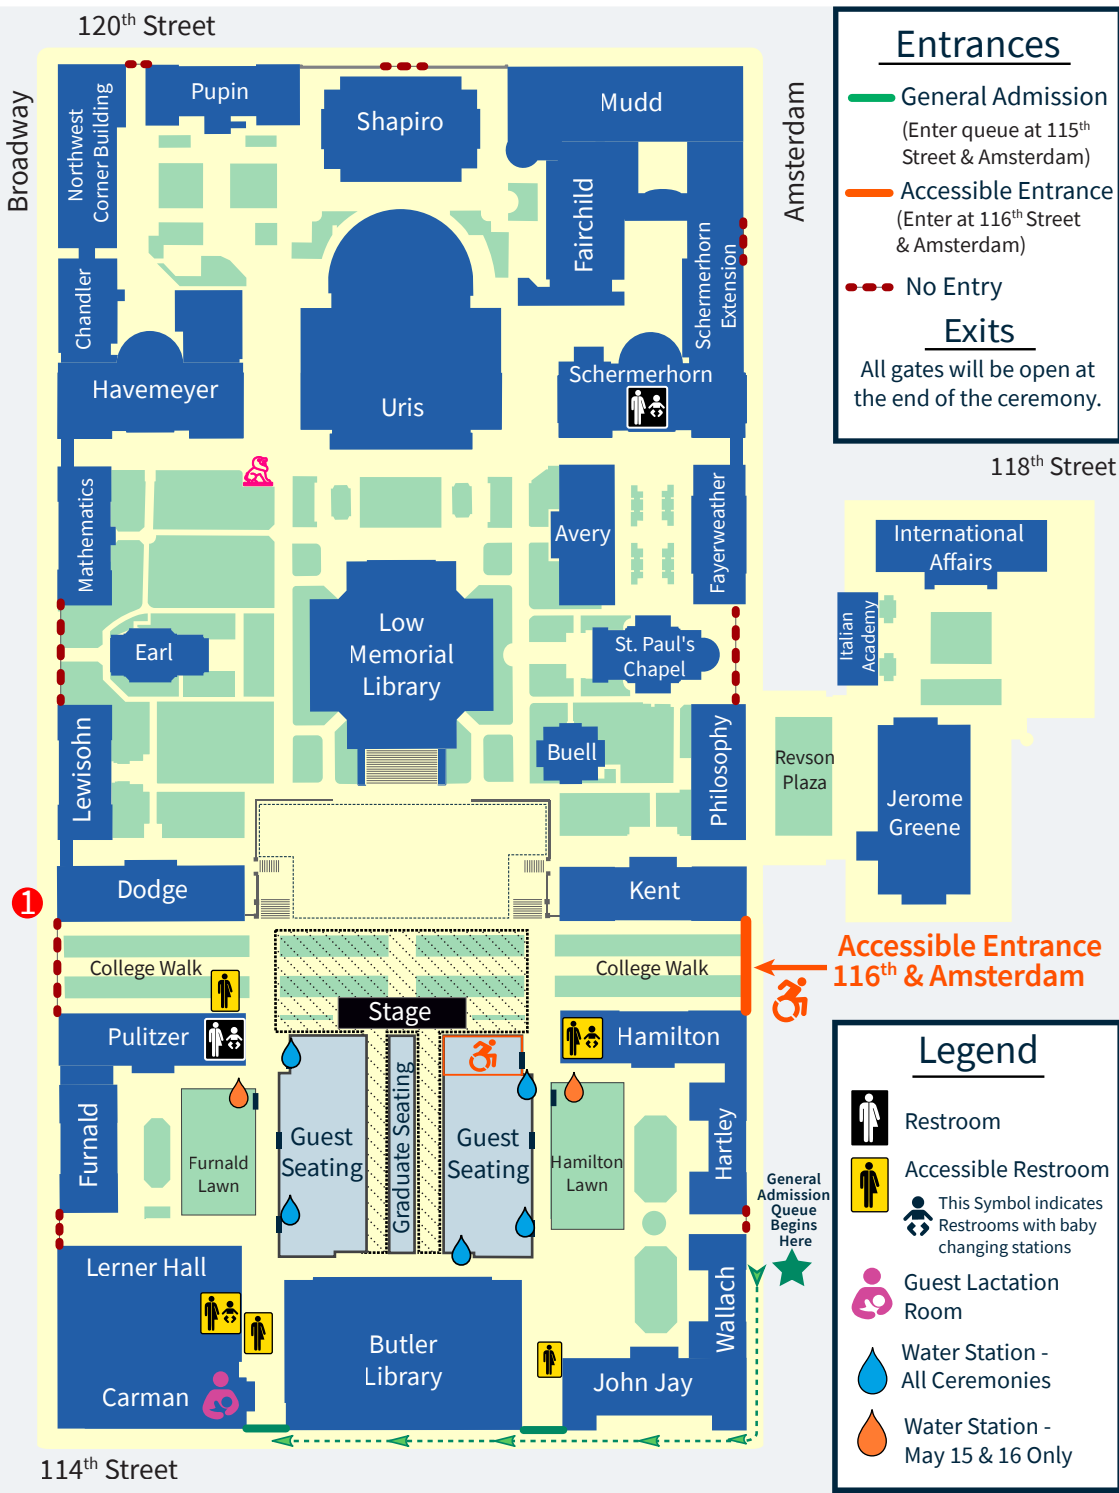 120th Street
Broadway
Amsterdam
Northwest
Corner Building
Pupin
Shapiro
Mudd
Fairchild
Schermerhorn
Extension
Chandler
Havemeyer
Uris
Schermerhorn
Entrances
General Admission
(Enter queue at 115th
Street & Amsterdam)
Accessible Entrance
(Enter at 116th Street
& Amsterdam)
No Entry
Exits
All gates will be open at
the end of the ceremony.
118th Street
Mathematics
Avery
Fayerweather
International
Affairs
Italian
Academy
Earl
Low
Memorial
Library
St. Paul's
Chapel
Lewisohn
Buell
Philosophy
Revson
Plaza
Jerome
Greene
Dodge
Kent
1
College Walk
College Walk
Accessible Entrance
116th & Amsterdam
Stage
Pulitzer
Hamilton
Furnald
Furnald
Lawn
Guest
Seating
Graduate Seating
Guest
Seating
Hamilton
Lawn
Hartley
General
Admission
Queue
Begins
Here
Lerner Hall
Wallach
Butler
Library
Carman
John Jay
114th Street
Legend
Restroom
Accessible Restroom
This Symbol indicates
Restrooms with baby
changing stations
Guest Lactation
Room
Water Station -
All Ceremonies
Water Station -
May 15 & 16 Only